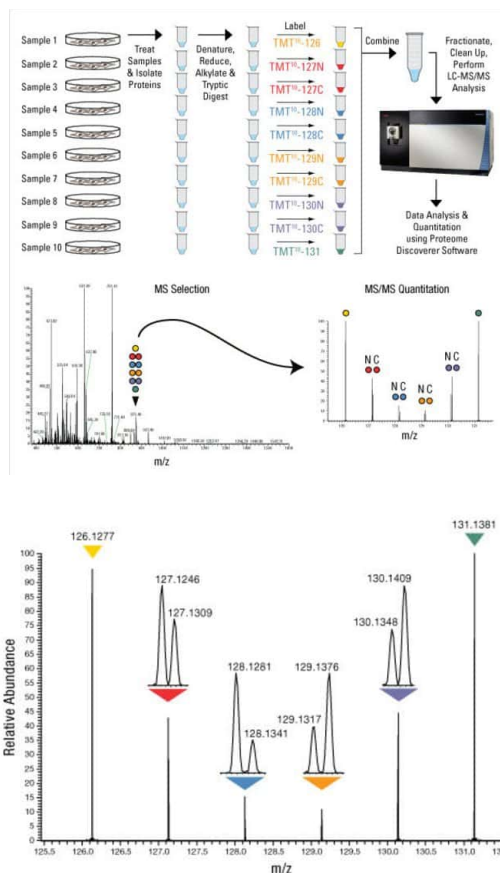 Label
Sample 1
Sample 2
Sample 3
Sample 4
Sample 5
Sample 6
Sample 7
Sample 8
Sample 9
Sample 10
Treat
Samples
& Isolate
Proteins
Denature,
Reduce,
Alkylate &
Tryptic
Digest
TMT¹⁰-126
TMT¹⁰-127N
TMT¹⁰-127C
TMT¹⁰-128N
TMT¹⁰-128C
TMT¹⁰-129N
TMT¹⁰-129C
TMT¹⁰-130N
TMT¹⁰-130C
TMT¹⁰-131
Combine
Fractionate,
Clean Up,
Perform
LC-MS/MS
Analysis
Data Analysis &
Quantitation
using Proteome
Discoverer Software
MS Selection
m/z
MS/MS Quantitation
N C
N C
N C
N C
m/z
126.1277
131.1381
127.1246
127.1309
130.1409
130.1348
128.1281
128.1341
129.1376
129.1317
Relative Abundance
100
95
90
85
80
75
70
65
60
55
50
45
40
35
30
25
20
15
10
5
0
125.5 126.0 126.5 127.0 127.5 128.0 128.5 129.0 129.5 130.0 130.5 131.0
m/z